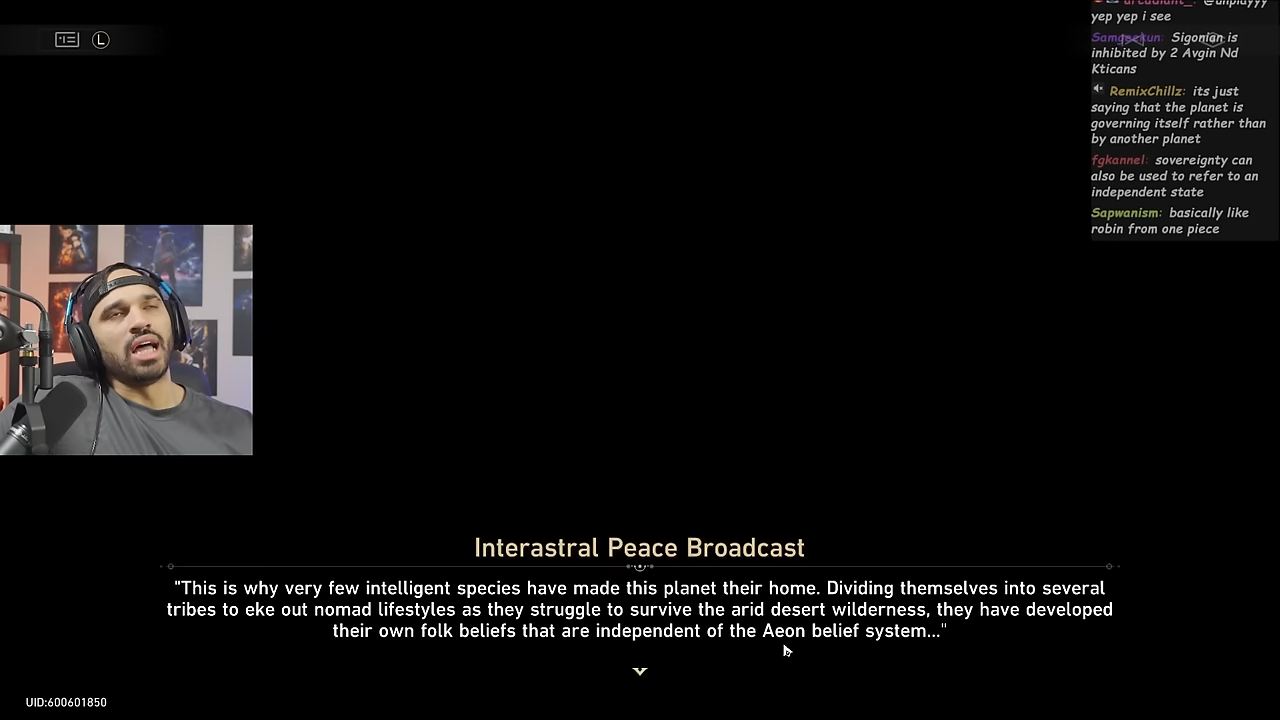 L
yep yep i see
Sigonian is
inhibited by 2 Avgin Nd
Kticans
RemixChillz: its just
saying that the planet is
governing itself rather than
by another planet
fgkannel: sovereignty can
also be used to refer to an
independent state
Sapwanism: basically like
robin from one piece
Interastral Peace Broadcast
"This is why very few intelligent species have made this planet their home. Dividing themselves into several
tribes to eke out nomad lifestyles as they struggle to survive the arid desert wilderness, they have developed
their own folk beliefs that are independent of the Aeon belief system..."
UID:600601850